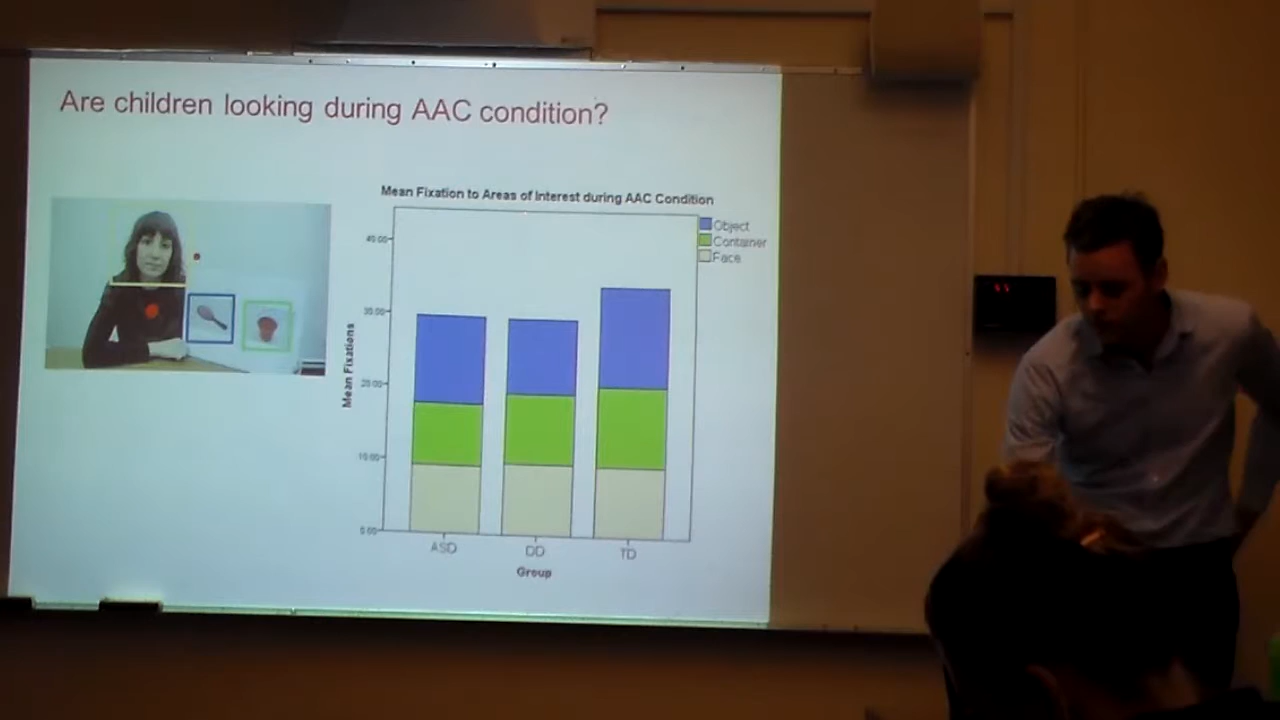 Are children looking during AAC condition?
Mean Fixation to Areas of Interest during AAC Condition
Object
Container
Face
40.00
30.00
20.00
10.00
0.00
Mean Fixations
ASD
DD
TD
Group